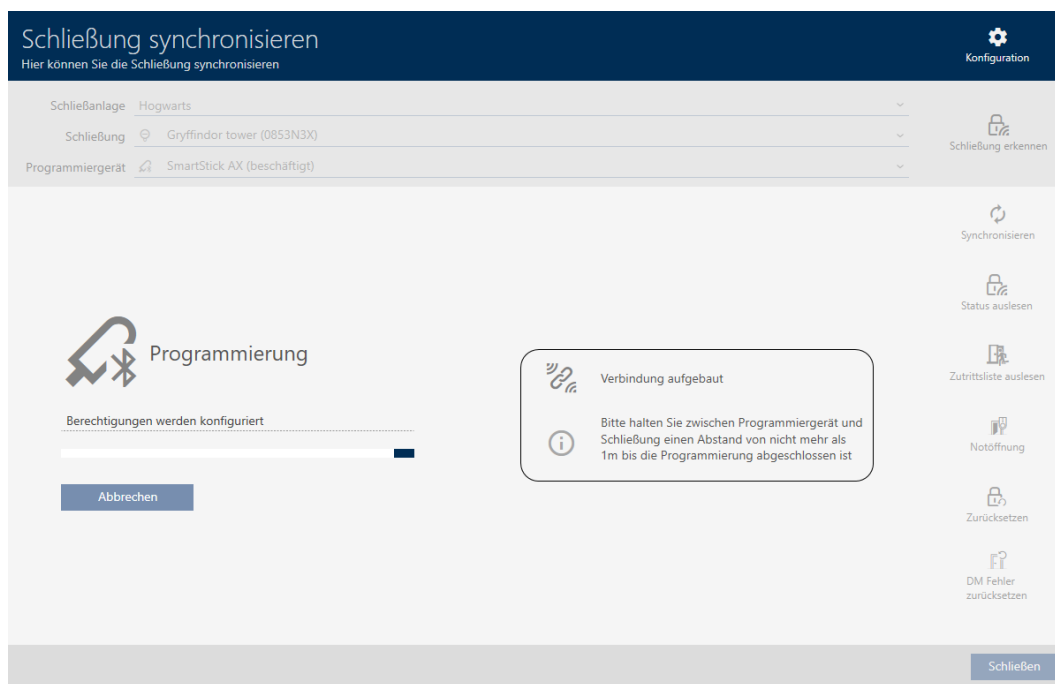 Schließung synchronisieren
Hier können Sie die Schließung synchronisieren
Konfiguration
Schließanlage Hogwarts
Schließung Gryffindor tower (0853N3X)
Programmiergerät SmartStick AX (beschäftigt)
Schließung erkennen
Synchronisieren
Status auslesen
Zutrittsliste auslesen
Notöffnung
Zurücksetzen
DM Fehler
zurücksetzen
Programmierung
Berechtigungen werden konfiguriert
Abbrechen
Verbindung aufgebaut
Bitte halten Sie zwischen Programmiergerät und
Schließung einen Abstand von nicht mehr als
1m bis die Programmierung abgeschlossen ist
Schließen